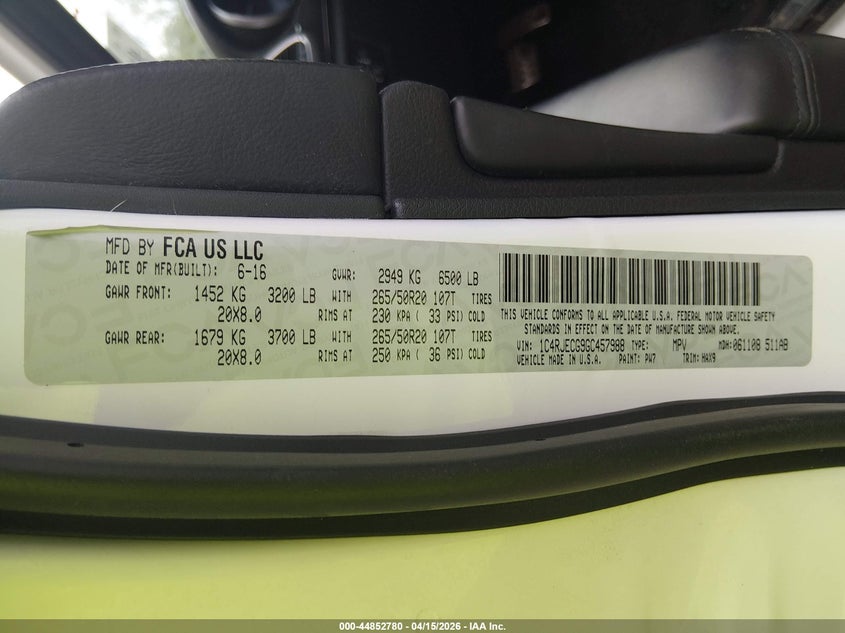 MFD BY FCA US LLC
DATE OF MFR(BUILT): 6-16 GVWR: 2949 KG 6500 LB
GAWR FRONT: 1452 KG 3200 LB WITH 265/50R20 107T TIRES
20X8.0 RIMS AT 230 KPA ( 33 PSI) COLD
GAWR REAR: 1679 KG 3700 LB WITH 265/50R20 107T TIRES
20X8.0 RIMS AT 250 KPA ( 36 PSI) COLD
THIS VEHICLE CONFORMS TO ALL APPLICABLE U.S.A. FEDERAL MOTOR VEHICLE SAFETY
STANDARDS IN EFFECT ON THE DATE OF MANUFACTURE SHOWN ABOVE.
VIN: 1C4RJECG9GC457988 TYPE: MPV MDH:061108 511AB
VEHICLE MADE IN U.S.A. PAINT: PW7 TRIM: HAX9
000-44852780 - 04/15/2026 - IAA Inc.